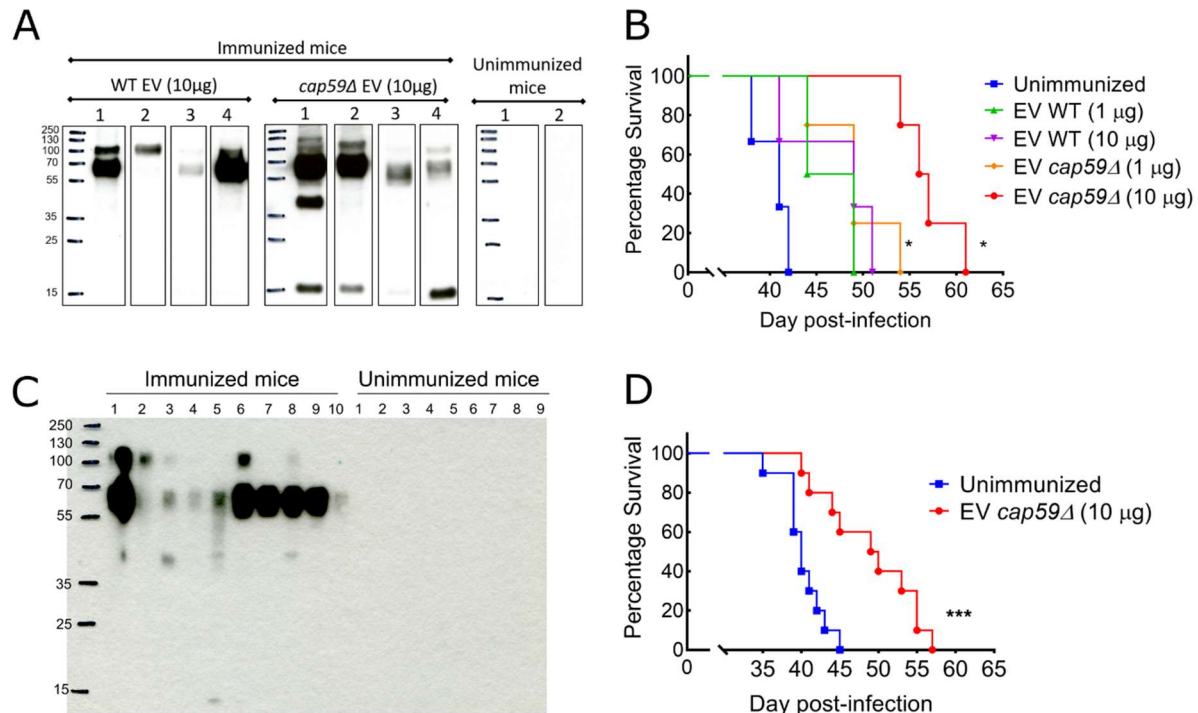 A
Immunized mice
WT EV (10µg)
cap59Δ EV (10µg)
Unimmunized
mice
1 2 3 4
1 2 3 4
1 2
250
130
100
70
55
35
25
15
B
Percentage Survival
100
80
60
40
20
0
0 40 45 50 55 60 65
Day post-infection
Unimmunized
EV WT (1 µg)
EV WT (10 µg)
EV cap59Δ (1 µg)
EV cap59Δ (10 µg)
* *
C
Immunized mice
Unimmunized mice
1 2 3 4 5 6 7 8 9 10
1 2 3 4 5 6 7 8 9
250
130
100
70
55
35
25
15
D
Percentage Survival
100
80
60
40
20
0
0 35 40 45 50 55 60 65
Day post-infection
Unimmunized
EV cap59Δ (10 µg)
***